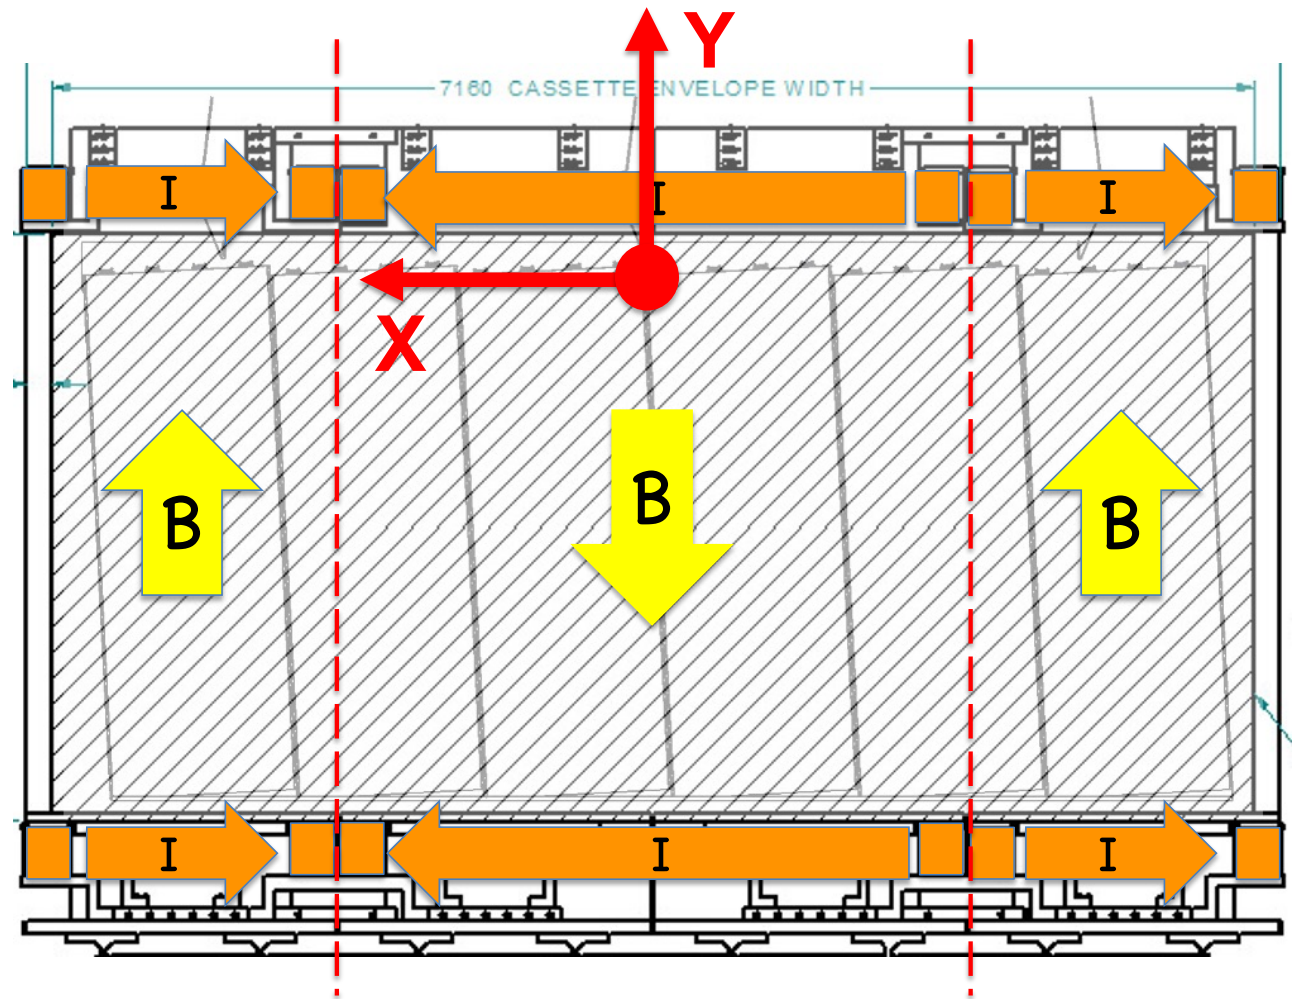 Y
7160 CASSETTE ENVELOPE WIDTH
I I I
X
B B B
I I I